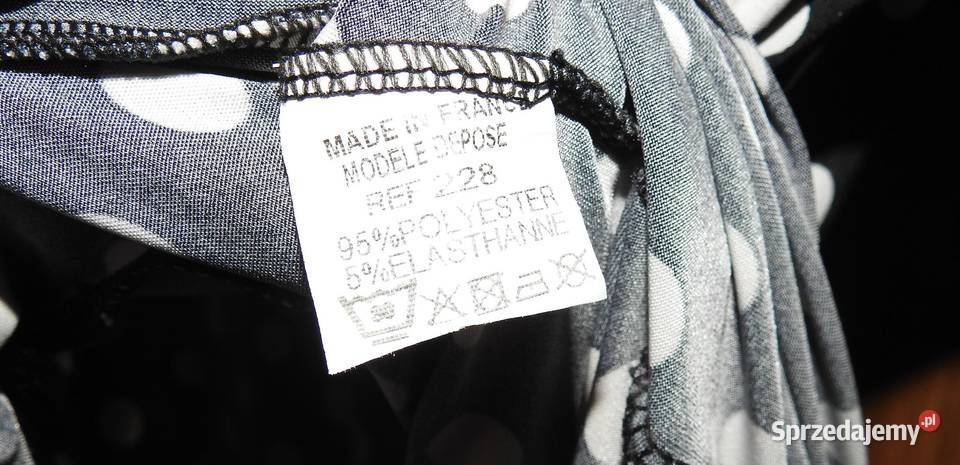 MADE IN FRANCE
MODELE DEPOSE
REF 228
95%POLYESTER
5%ELASTHANNE
Sprzedajemy.pl